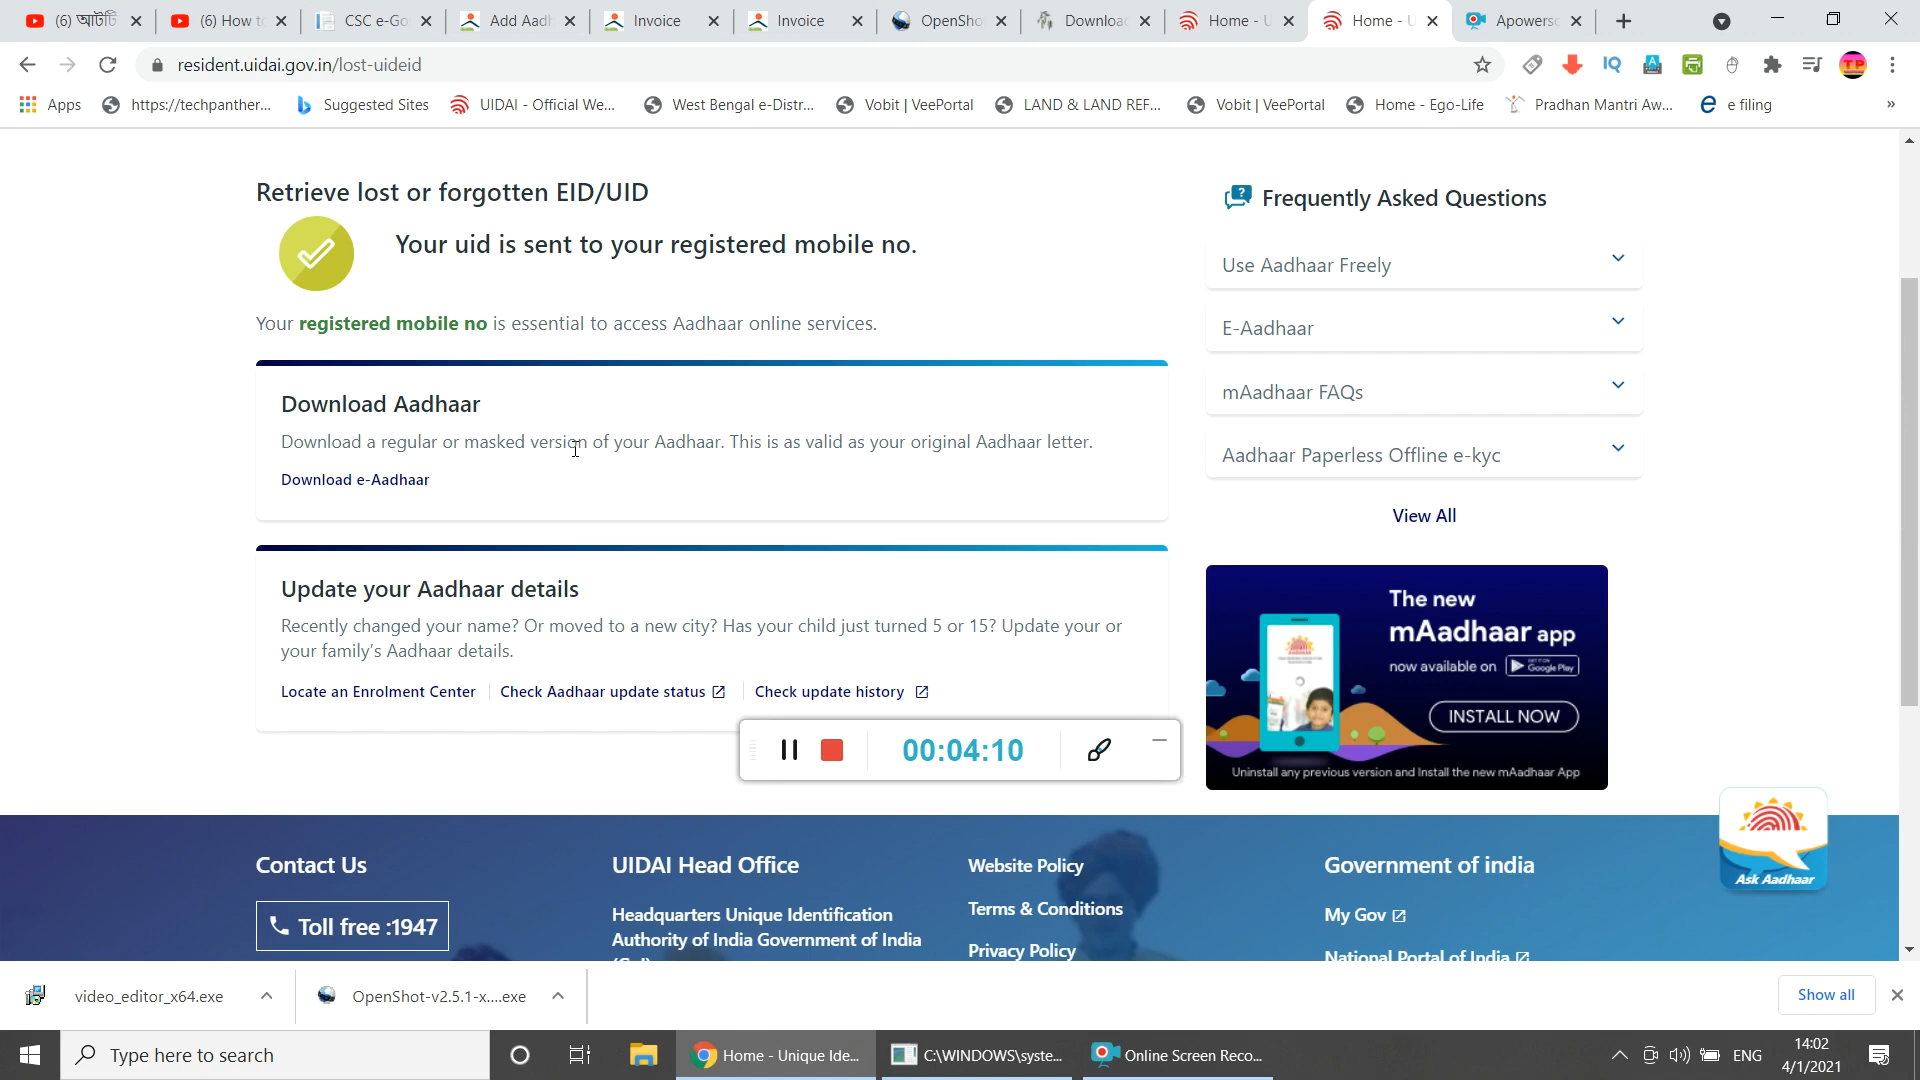 (6) আটটি
(6) How t
CSC e-Go
Add Aadh
Invoice
Invoice
OpenSho
Downloa
Home - U
Home - U
Apowers
resident.uidai.gov.in/lost-uideid
IQ
TP
Apps
https://techpanther...
Suggested Sites
UIDAI - Official We...
West Bengal e-Distr...
Vobit | VeePortal
LAND & LAND REF...
Vobit | VeePortal
Home - Ego-Life
Pradhan Mantri Aw...
e filing
»
Retrieve lost or forgotten EID/UID
Your uid is sent to your registered mobile no.
Your registered mobile no is essential to access Aadhaar online services.
Download Aadhaar
Download a regular or masked version of your Aadhaar. This is as valid as your original Aadhaar letter.
Download e-Aadhaar
Update your Aadhaar details
Recently changed your name? Or moved to a new city? Has your child just turned 5 or 15? Update your or
your family's Aadhaar details.
Locate an Enrolment Center
Check Aadhaar update status
Check update history
00:04:10
Frequently Asked Questions
Use Aadhaar Freely
E-Aadhaar
mAadhaar FAQs
Aadhaar Paperless Offline e-kyc
View All
The new
mAadhaar app
now available on
GET IT ON
Google Play
INSTALL NOW
Uninstall any previous version and Install the new mAadhaar App
Ask Aadhaar
Contact Us
Toll free :1947
UIDAI Head Office
Headquarters Unique Identification
Authority of India Government of India
Website Policy
Terms & Conditions
Privacy Policy
Government of india
My Gov
National Portal of India
video_editor_x64.exe
OpenShot-v2.5.1-x....exe
Show all
Type here to search
Home - Unique Ide...
C:\WINDOWS\syste...
Online Screen Reco...
ENG
14:02
4/1/2021